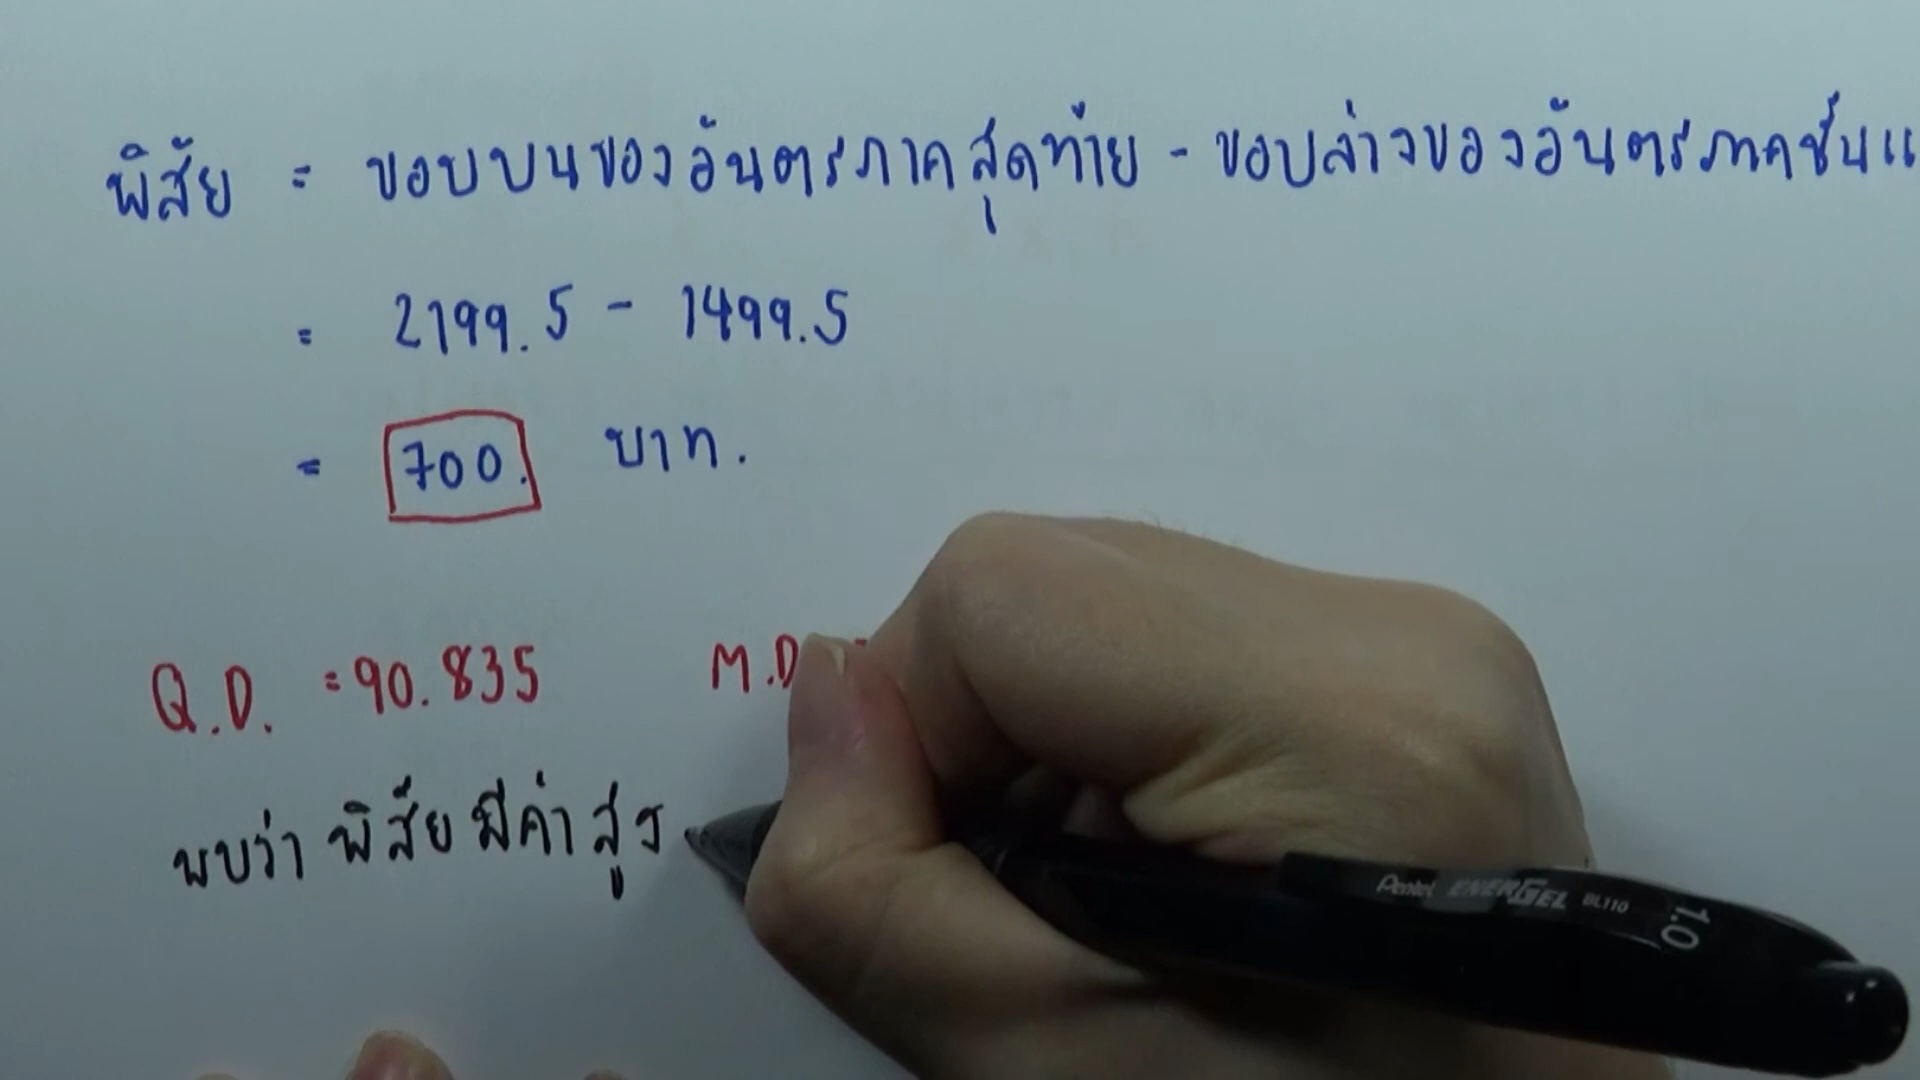 พิสัย = ขอบบนของอันตรภาคสุดท้าย - ขอบล่างของอันตรภาคชั้นแ
= 2199.5 - 1499.5
= 700. บาท.
Q.D. = 90.835 M.D
พบว่า พิสัยมีค่าสูง
Pentel ENERGEL BL110 1.0